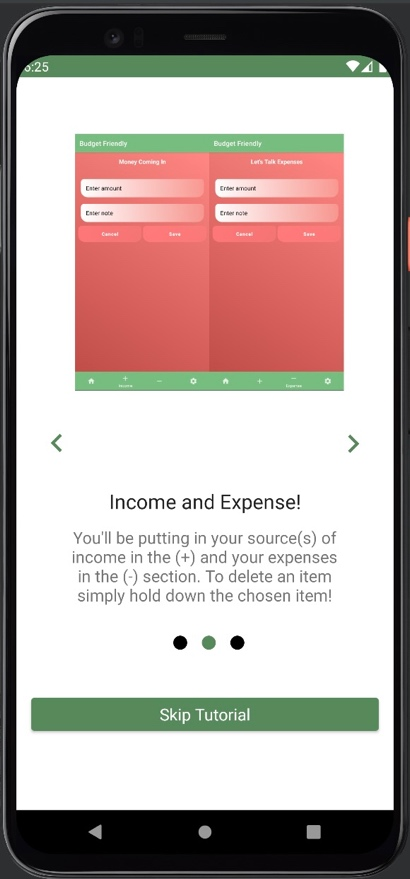 6:25
Budget Friendly
Budget Friendly
Money Coming In
Let's Talk Expenses
Enter amount
Enter amount
Enter note
Enter note
Cancel
Save
Cancel
Save
Income
Expense
Income and Expense!
You'll be putting in your source(s) of
income in the (+) and your expenses
in the (-) section. To delete an item
simply hold down the chosen item!
Skip Tutorial